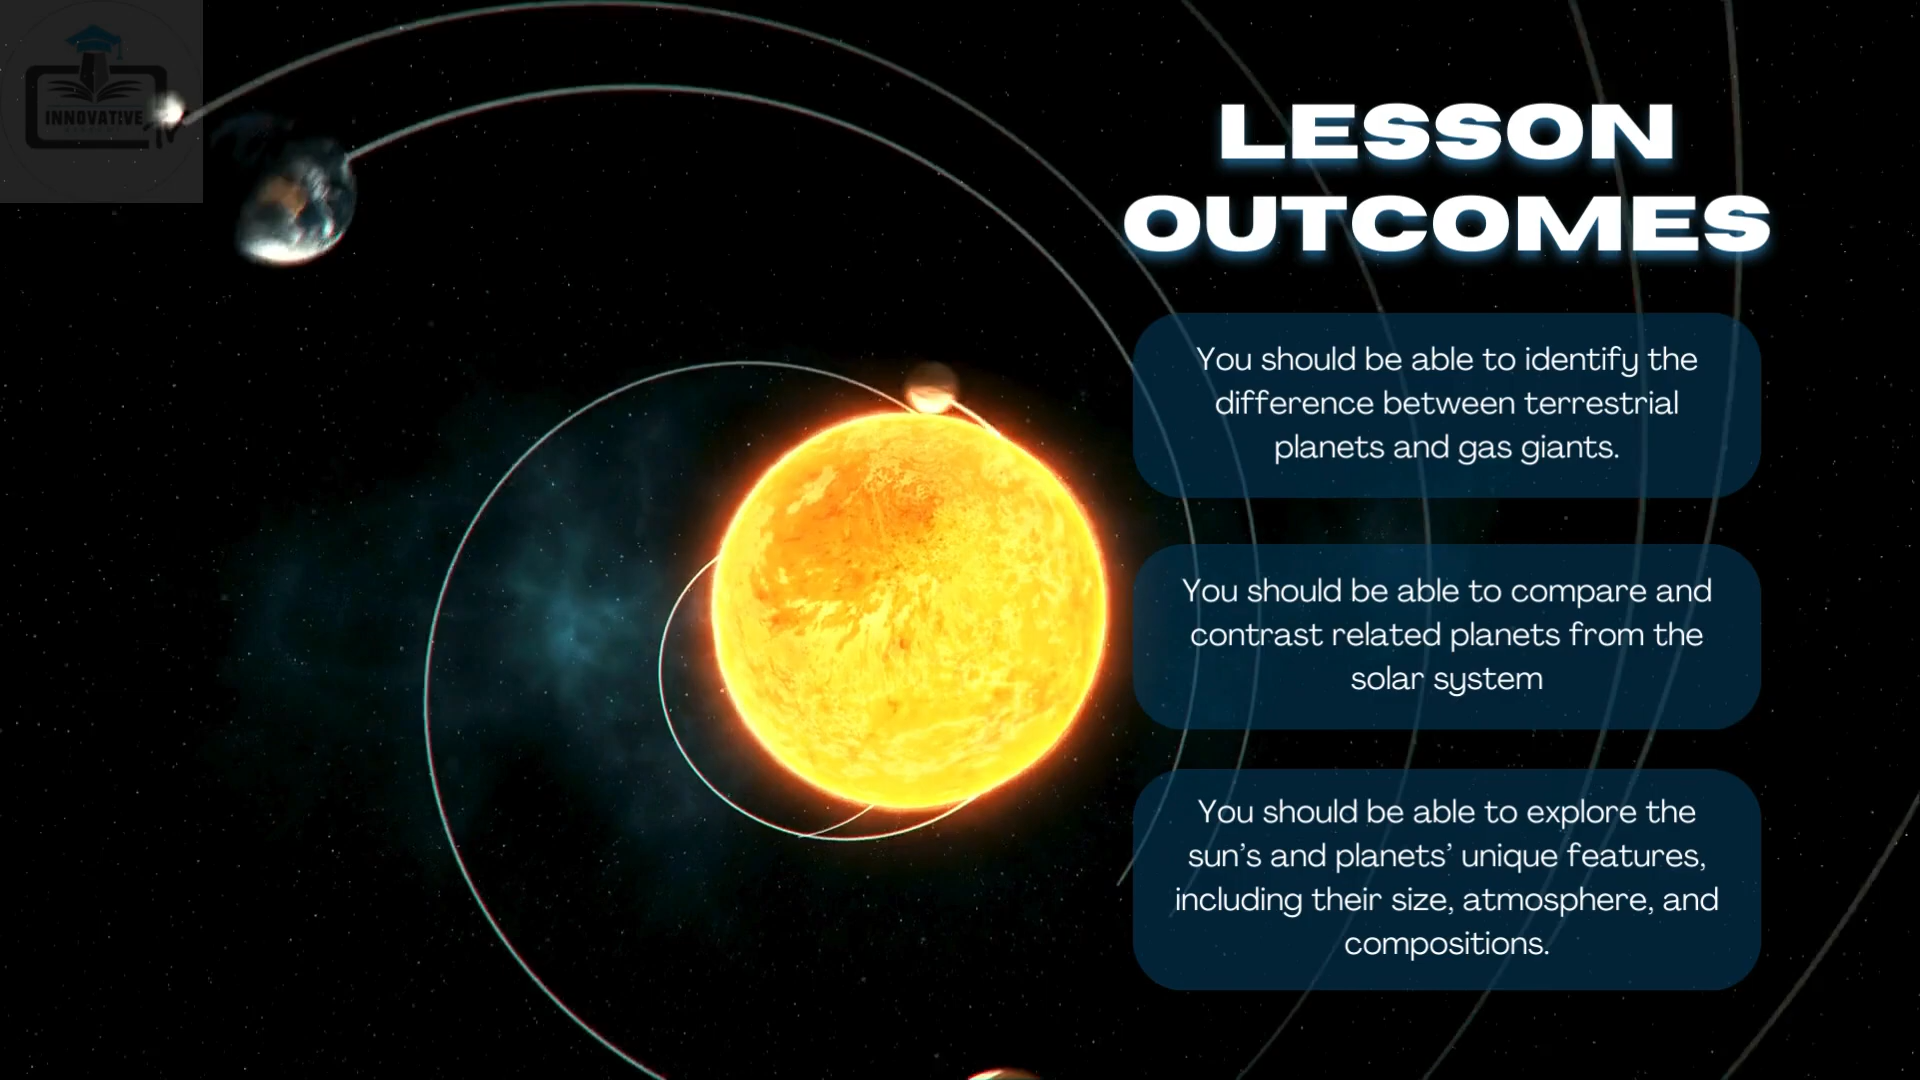 INNOVATIVE
LESSON
OUTCOMES
You should be able to identify the
difference between terrestrial
planets and gas giants.
You should be able to compare and
contrast related planets from the
solar system
You should be able to explore the
sun’s and planets’ unique features,
including their size, atmosphere, and
compositions.